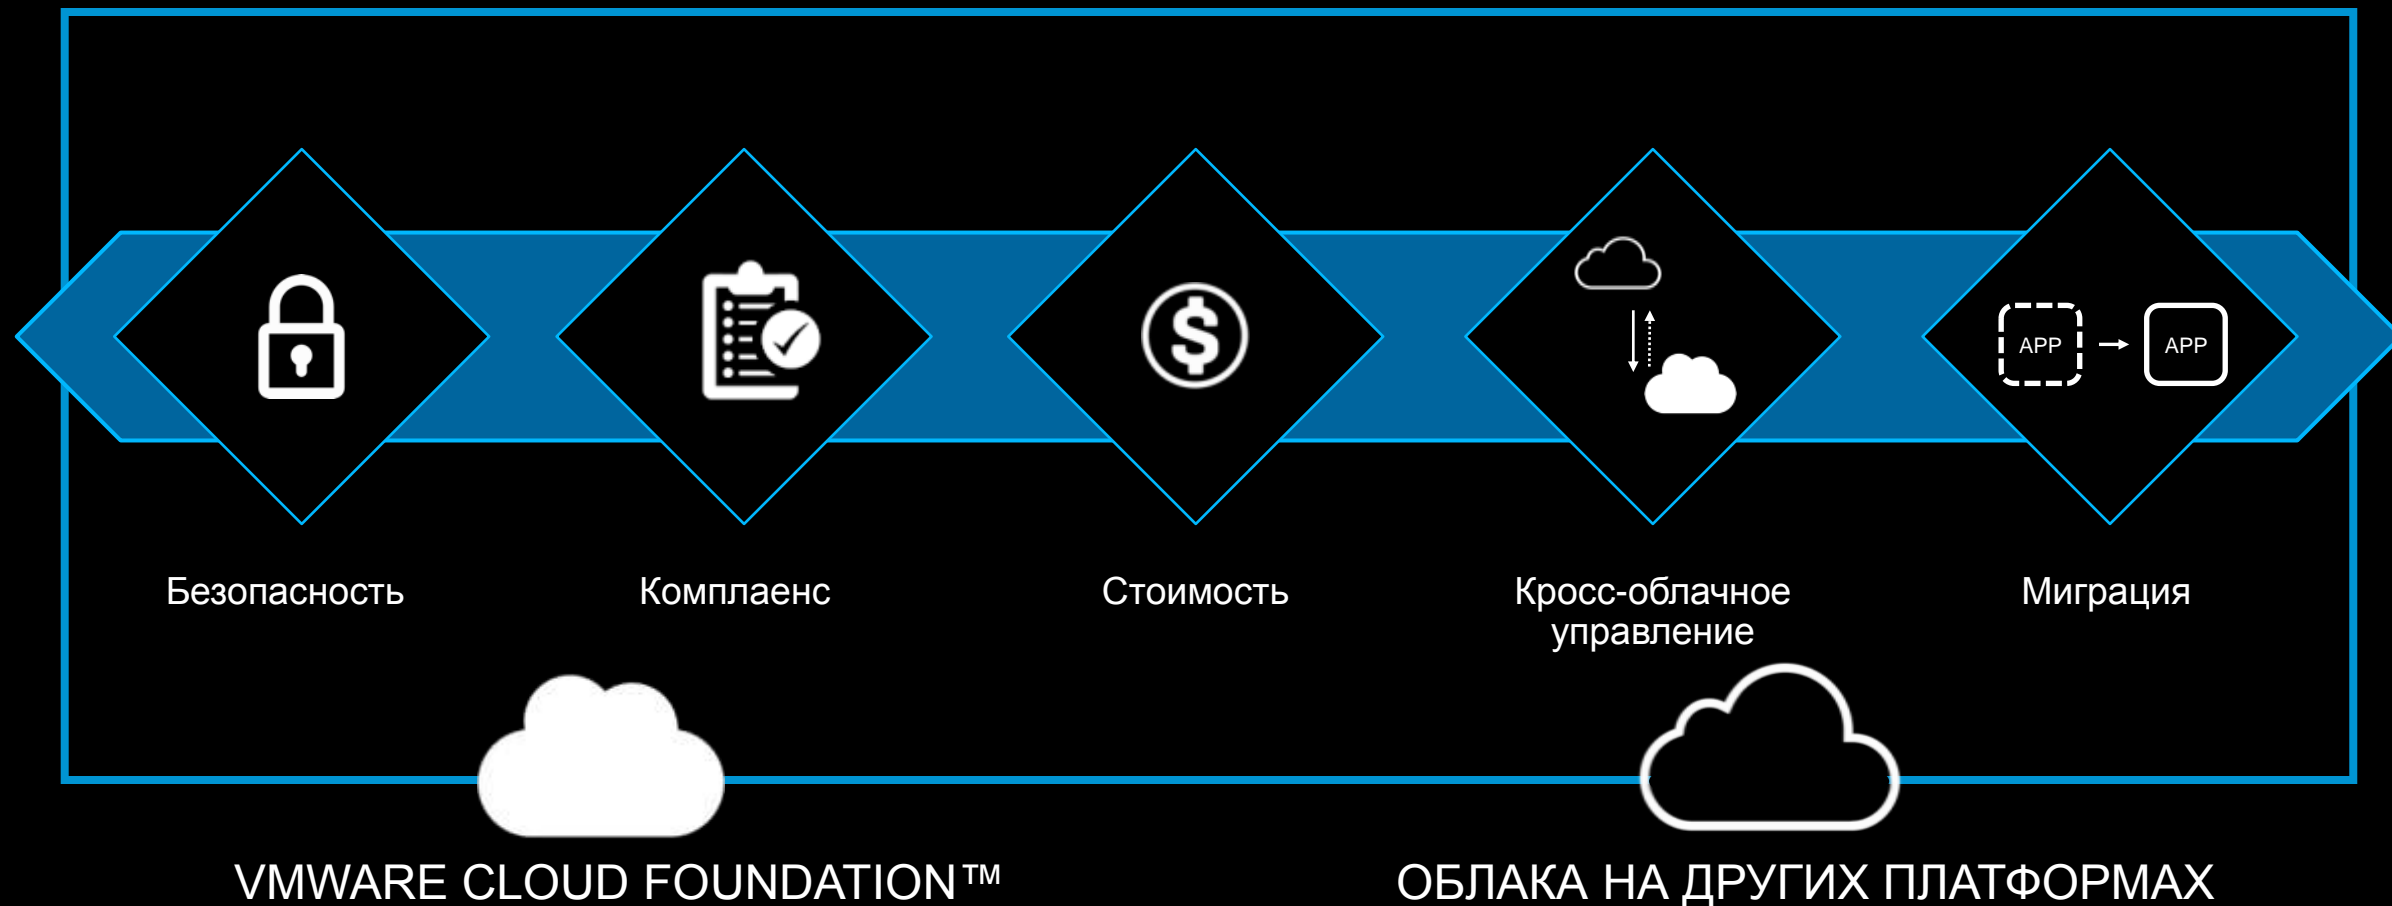 APP
APP
Безопасность
Комплаенс
Стоимость
Кросс-облачное
управление
Миграция
VMWARE CLOUD FOUNDATION™
ОБЛАКА НА ДРУГИХ ПЛАТФОРМАХ